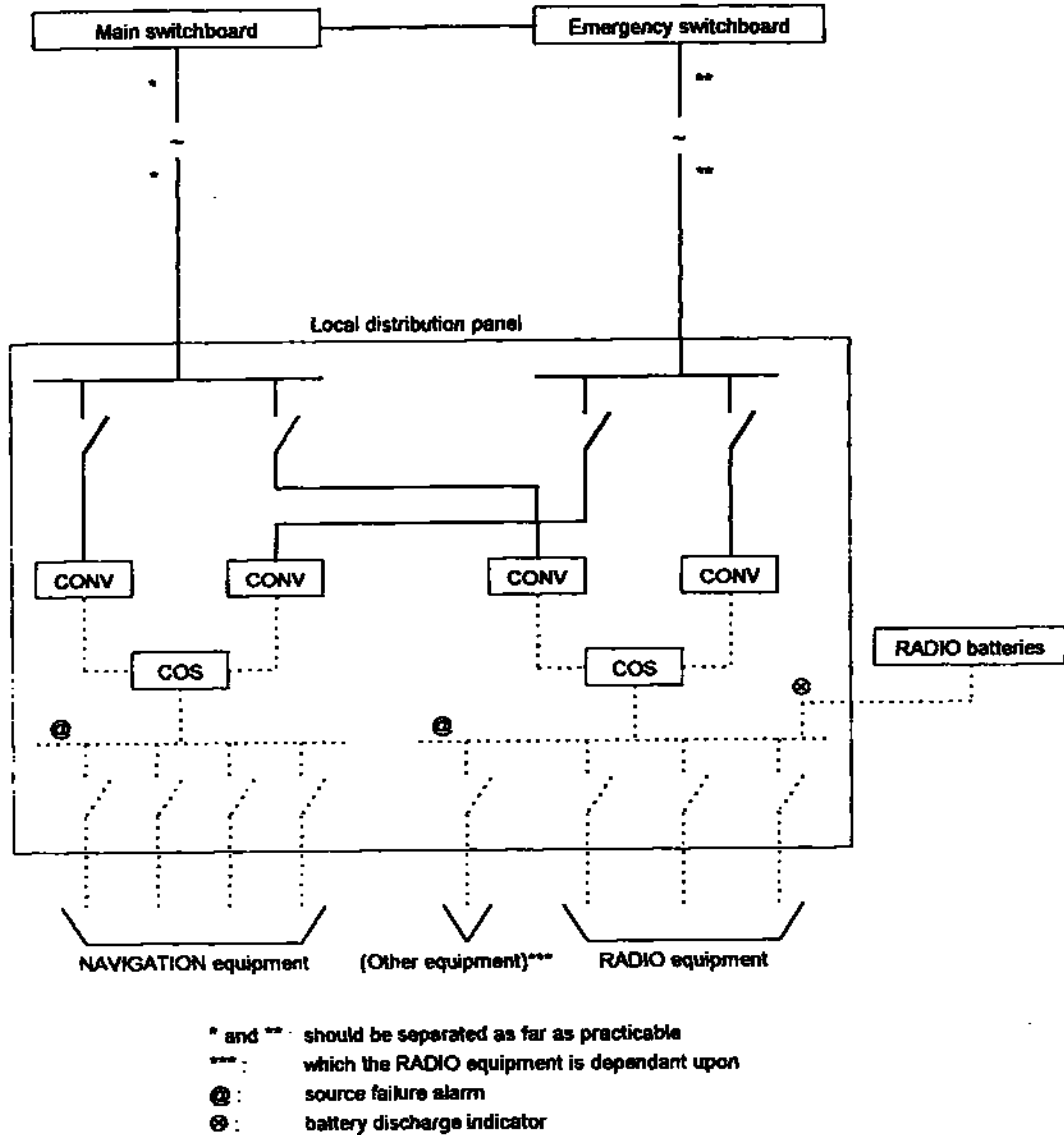 Main switchboard
Emergency switchboard
* **
~ ~
* **
Local distribution panel
CONV CONV CONV CONV
COS COS
RADIO batteries
⊗
@ @
NAVIGATION equipment (Other equipment)*** RADIO equipment
* and ** should be separated as far as practicable
*** : which the RADIO equipment is dependant upon
@ : source failure alarm
⊗ : battery discharge indicator